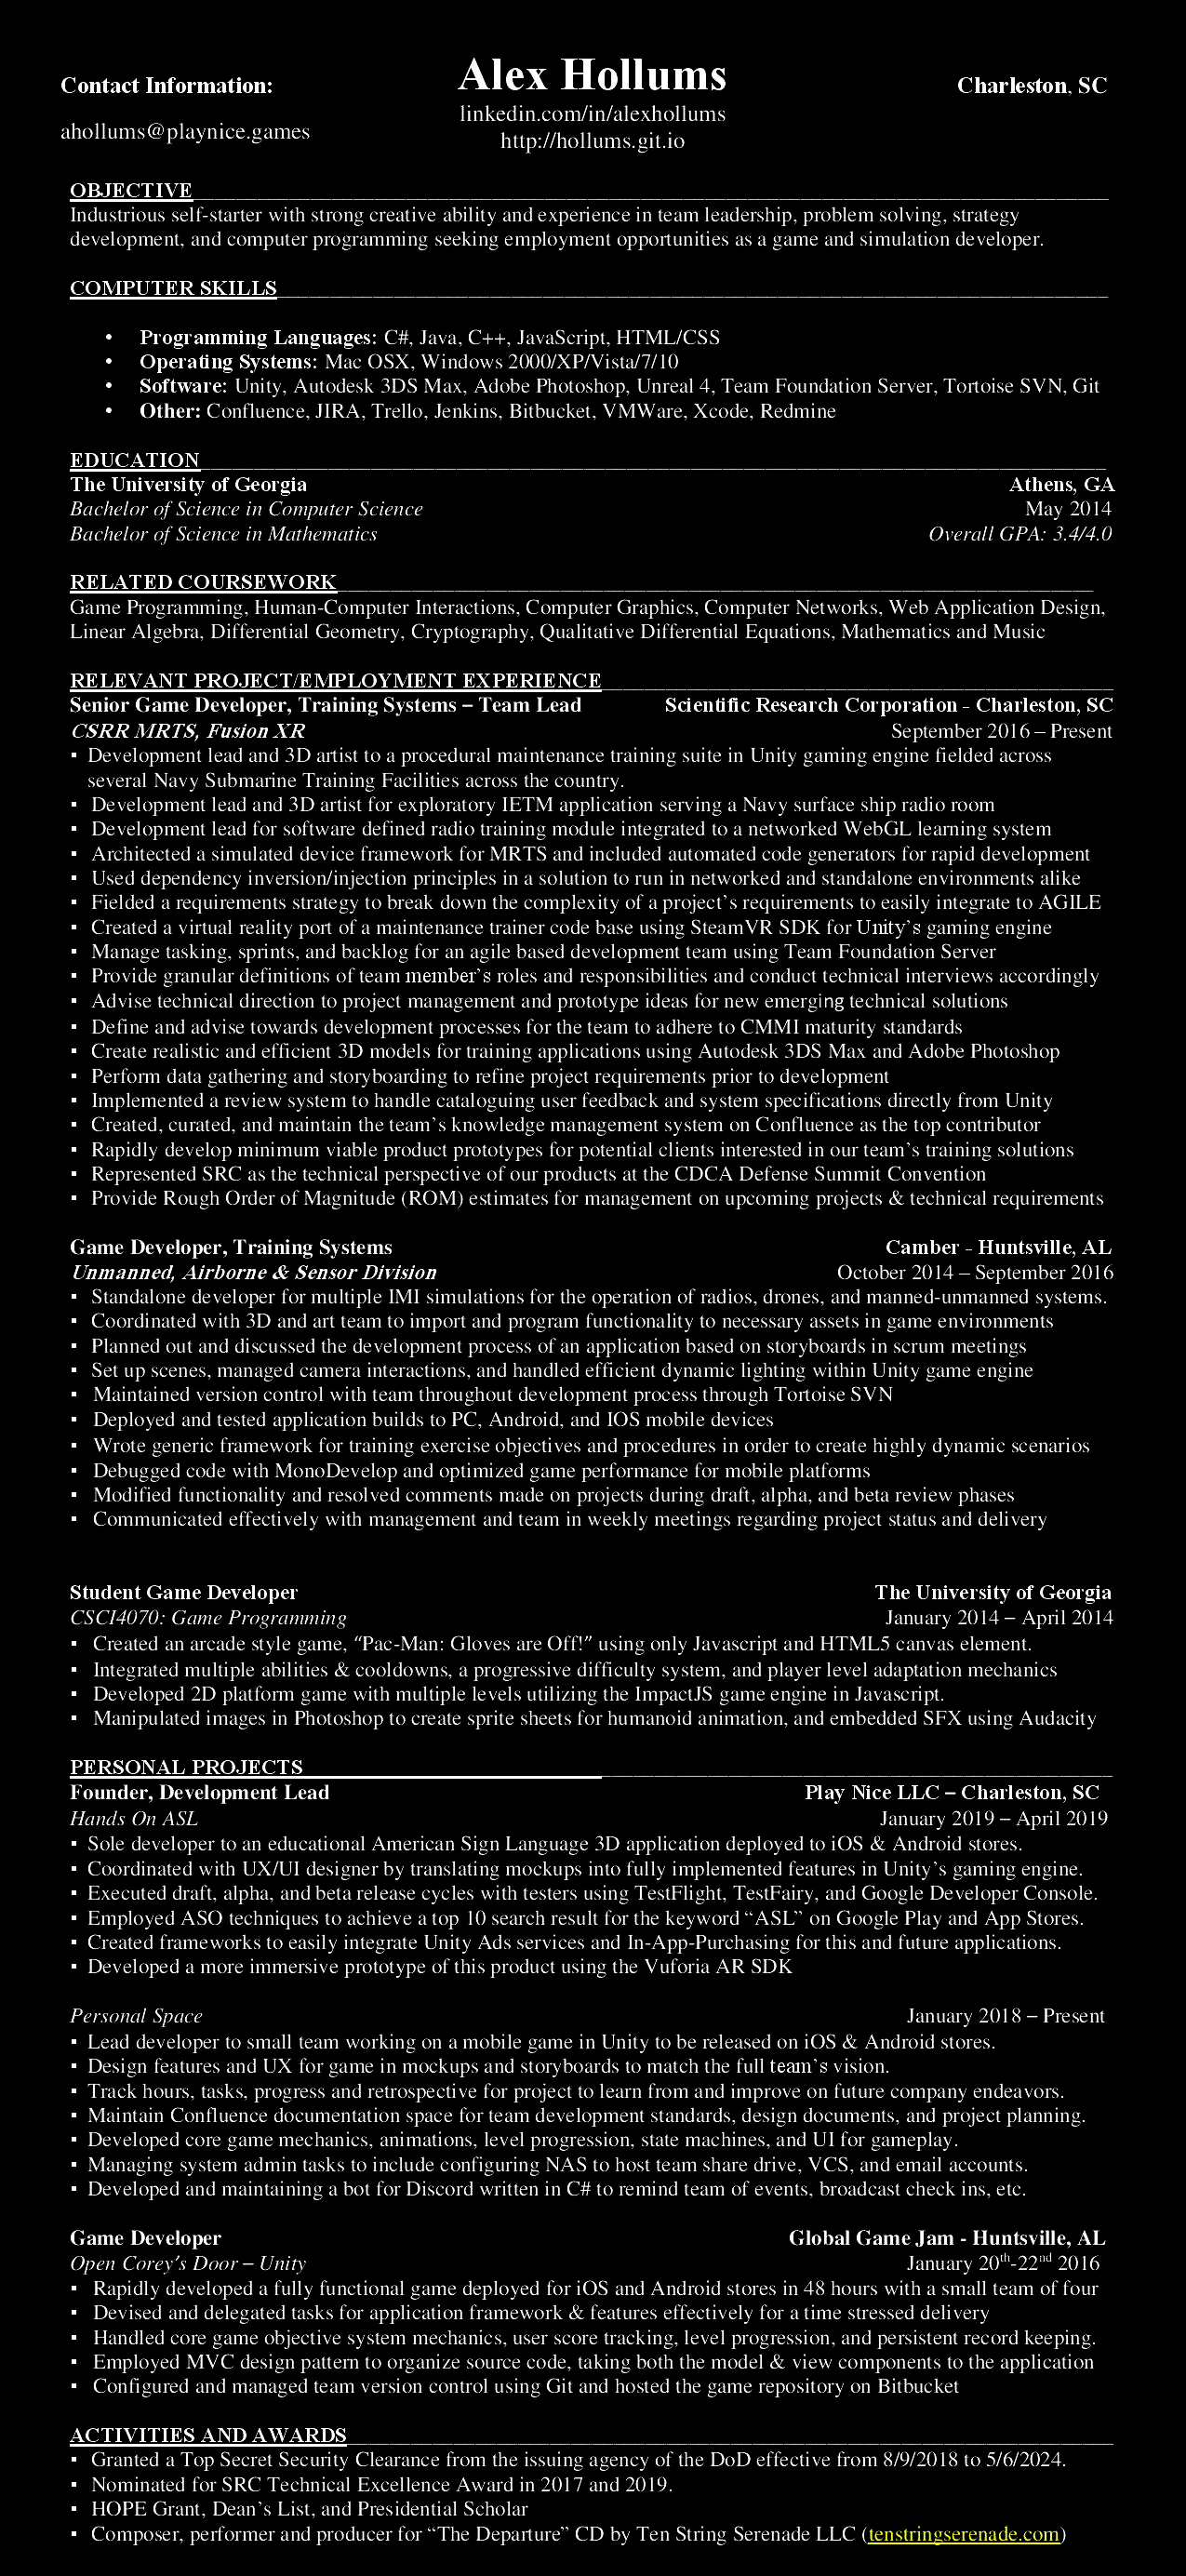 Alex Hollums
Contact Information:
Charleston, SC
linkedin.com/in/alexhollums
ahollums@playnice.games
http://hollums.git.io
OBJECTIVE
Industrious self-starter with strong creative ability and experience in team leadership, problem solving, strategy
development, and computer programming seeking employment opportunities as a game and simulation developer.
COMPUTER SKILLS
• Programming Languages: C#, Java, C++, JavaScript, HTML/CSS
• Operating Systems: Mac OSX, Windows 2000/XP/Vista/7/10
• Software: Unity, Autodesk 3DS Max, Adobe Photoshop, Unreal 4, Team Foundation Server, Tortoise SVN, Git
• Other: Confluence, JIRA, Trello, Jenkins, Bitbucket, VMWare, Xcode, Redmine
EDUCATION
The University of Georgia Athens, GA
Bachelor of Science in Computer Science May 2014
Bachelor of Science in Mathematics Overall GPA: 3.4/4.0
RELATED COURSEWORK
Game Programming, Human-Computer Interactions, Computer Graphics, Computer Networks, Web Application Design,
Linear Algebra, Differential Geometry, Cryptography, Qualitative Differential Equations, Mathematics and Music
RELEVANT PROJECT/EMPLOYMENT EXPERIENCE
Senior Game Developer, Training Systems – Team Lead Scientific Research Corporation - Charleston, SC
CSRR MRTS, Fusion XR September 2016 – Present
▪ Development lead and 3D artist to a procedural maintenance training suite in Unity gaming engine fielded across
several Navy Submarine Training Facilities across the country.
▪ Development lead and 3D artist for exploratory IETM application serving a Navy surface ship radio room
▪ Development lead for software defined radio training module integrated to a networked WebGL learning system
▪ Architected a simulated device framework for MRTS and included automated code generators for rapid development
▪ Used dependency inversion/injection principles in a solution to run in networked and standalone environments alike
▪ Fielded a requirements strategy to break down the complexity of a project's requirements to easily integrate to AGILE
▪ Created a virtual reality port of a maintenance trainer code base using SteamVR SDK for Unity's gaming engine
▪ Manage tasking, sprints, and backlog for an agile based development team using Team Foundation Server
▪ Provide granular definitions of team member's roles and responsibilities and conduct technical interviews accordingly
▪ Advise technical direction to project management and prototype ideas for new emerging technical solutions
▪ Define and advise towards development processes for the team to adhere to CMMI maturity standards
▪ Create realistic and efficient 3D models for training applications using Autodesk 3DS Max and Adobe Photoshop
▪ Perform data gathering and storyboarding to refine project requirements prior to development
▪ Implemented a review system to handle cataloguing user feedback and system specifications directly from Unity
▪ Created, curated, and maintain the team's knowledge management system on Confluence as the top contributor
▪ Rapidly develop minimum viable product prototypes for potential clients interested in our team's training solutions
▪ Represented SRC as the technical perspective of our products at the CDCA Defense Summit Convention
▪ Provide Rough Order of Magnitude (ROM) estimates for management on upcoming projects & technical requirements
Game Developer, Training Systems Camber - Huntsville, AL
Unmanned, Airborne & Sensor Division October 2014 – September 2016
▪ Standalone developer for multiple IMI simulations for the operation of radios, drones, and manned-unmanned systems.
▪ Coordinated with 3D and art team to import and program functionality to necessary assets in game environments
▪ Planned out and discussed the development process of an application based on storyboards in scrum meetings
▪ Set up scenes, managed camera interactions, and handled efficient dynamic lighting within Unity game engine
▪ Maintained version control with team throughout development process through Tortoise SVN
▪ Deployed and tested application builds to PC, Android, and IOS mobile devices
▪ Wrote generic framework for training exercise objectives and procedures in order to create highly dynamic scenarios
▪ Debugged code with MonoDevelop and optimized game performance for mobile platforms
▪ Modified functionality and resolved comments made on projects during draft, alpha, and beta review phases
▪ Communicated effectively with management and team in weekly meetings regarding project status and delivery
Student Game Developer The University of Georgia
CSCI4070: Game Programming January 2014 – April 2014
▪ Created an arcade style game, “Pac-Man: Gloves are Off!” using only Javascript and HTML5 canvas element.
▪ Integrated multiple abilities & cooldowns, a progressive difficulty system, and player level adaptation mechanics
▪ Developed 2D platform game with multiple levels utilizing the ImpactJS game engine in Javascript.
▪ Manipulated images in Photoshop to create sprite sheets for humanoid animation, and embedded SFX using Audacity
PERSONAL PROJECTS
Founder, Development Lead Play Nice LLC – Charleston, SC
Hands On ASL January 2019 – April 2019
▪ Sole developer to an educational American Sign Language 3D application deployed to iOS & Android stores.
▪ Coordinated with UX/UI designer by translating mockups into fully implemented features in Unity's gaming engine.
▪ Executed draft, alpha, and beta release cycles with testers using TestFlight, TestFairy, and Google Developer Console.
▪ Employed ASO techniques to achieve a top 10 search result for the keyword “ASL” on Google Play and App Stores.
▪ Created frameworks to easily integrate Unity Ads services and In-App-Purchasing for this and future applications.
▪ Developed a more immersive prototype of this product using the Vuforia AR SDK
Personal Space January 2018 – Present
▪ Lead developer to small team working on a mobile game in Unity to be released on iOS & Android stores.
▪ Design features and UX for game in mockups and storyboards to match the full team's vision.
▪ Track hours, tasks, progress and retrospective for project to learn from and improve on future company endeavors.
▪ Maintain Confluence documentation space for team development standards, design documents, and project planning.
▪ Developed core game mechanics, animations, level progression, state machines, and UI for gameplay.
▪ Managing system admin tasks to include configuring NAS to host team share drive, VCS, and email accounts.
▪ Developed and maintaining a bot for Discord written in C# to remind team of events, broadcast check ins, etc.
Game Developer Global Game Jam - Huntsville, AL
Open Corey's Door – Unity January 20th-22nd 2016
▪ Rapidly developed a fully functional game deployed for iOS and Android stores in 48 hours with a small team of four
▪ Devised and delegated tasks for application framework & features effectively for a time stressed delivery
▪ Handled core game objective system mechanics, user score tracking, level progression, and persistent record keeping.
▪ Employed MVC design pattern to organize source code, taking both the model & view components to the application
▪ Configured and managed team version control using Git and hosted the game repository on Bitbucket
ACTIVITIES AND AWARDS
▪ Granted a Top Secret Security Clearance from the issuing agency of the DoD effective from 8/9/2018 to 5/6/2024.
▪ Nominated for SRC Technical Excellence Award in 2017 and 2019.
▪ HOPE Grant, Dean's List, and Presidential Scholar
▪ Composer, performer and producer for “The Departure” CD by Ten String Serenade LLC (tenstringserenade.com)